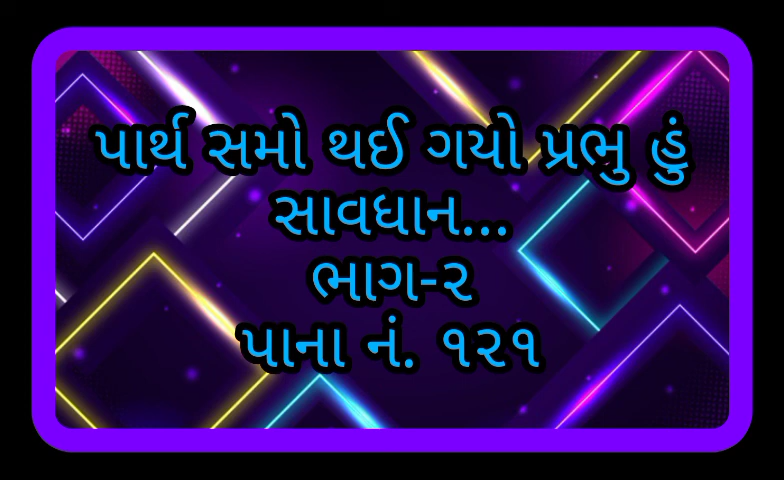 પાર્થ સમો થઈ ગયો પ્રભુ હું
સાવધાન...
ભાગ-૨
પાના નં. ૧૨૧